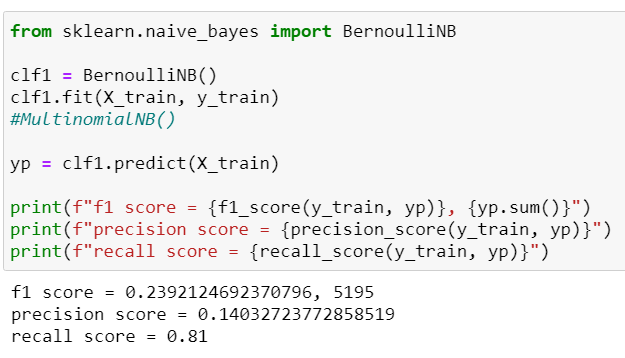 from sklearn.naive_bayes import BernoulliNB
clf1 = BernoulliNB()
clf1.fit(X_train, y_train)
#MultinomialNB()
yp = clf1.predict(X_train)
print(f"f1 score = {f1_score(y_train, yp)}, {yp.sum()}")
print(f"precision score = {precision_score(y_train, yp)}")
print(f"recall score = {recall_score(y_train, yp)}")
f1 score = 0.2392124692370796, 5195
precision score = 0.14032723772858519
recall score = 0.81